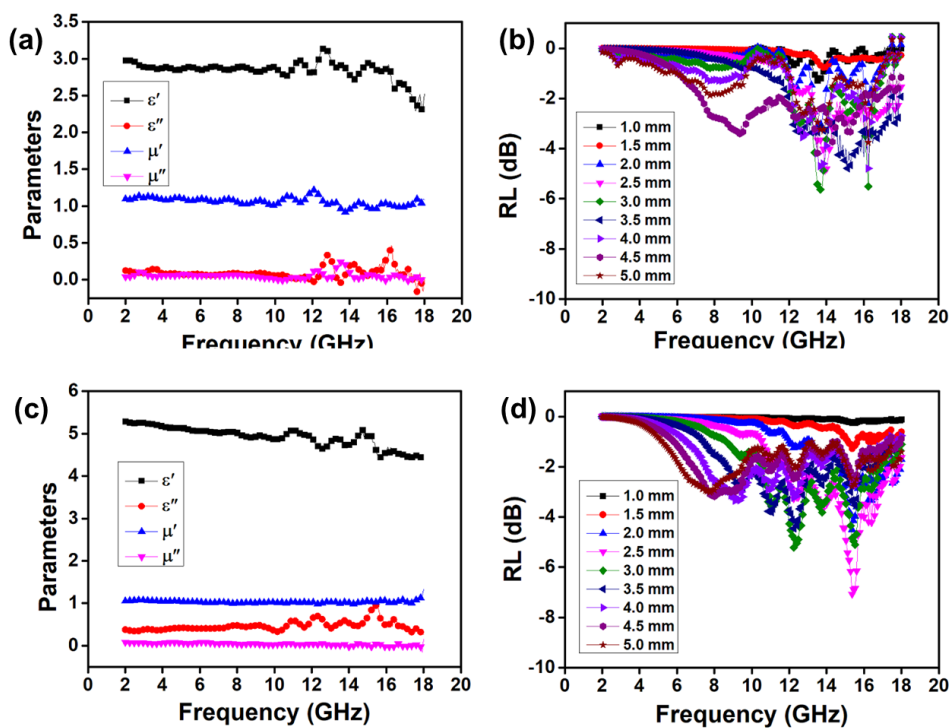 (a)
Parameters
3.5
3.0
2.5
2.0
1.5
1.0
0.5
0.0
ε′
ε″
μ′
μ″
0 2 4 6 8 10 12 14 16 18 20
Frequency (GHz)
(b)
RL (dB)
0
-2
-4
-6
-8
-10
1.0 mm
1.5 mm
2.0 mm
2.5 mm
3.0 mm
3.5 mm
4.0 mm
4.5 mm
5.0 mm
0 2 4 6 8 10 12 14 16 18 20
Frequency (GHz)
(c)
Parameters
6
5
4
3
2
1
0
ε′
ε″
μ′
μ″
0 2 4 6 8 10 12 14 16 18 20
Frequency (GHz)
(d)
RL (dB)
0
-2
-4
-6
-8
-10
1.0 mm
1.5 mm
2.0 mm
2.5 mm
3.0 mm
3.5 mm
4.0 mm
4.5 mm
5.0 mm
0 2 4 6 8 10 12 14 16 18 20
Frequency (GHz)